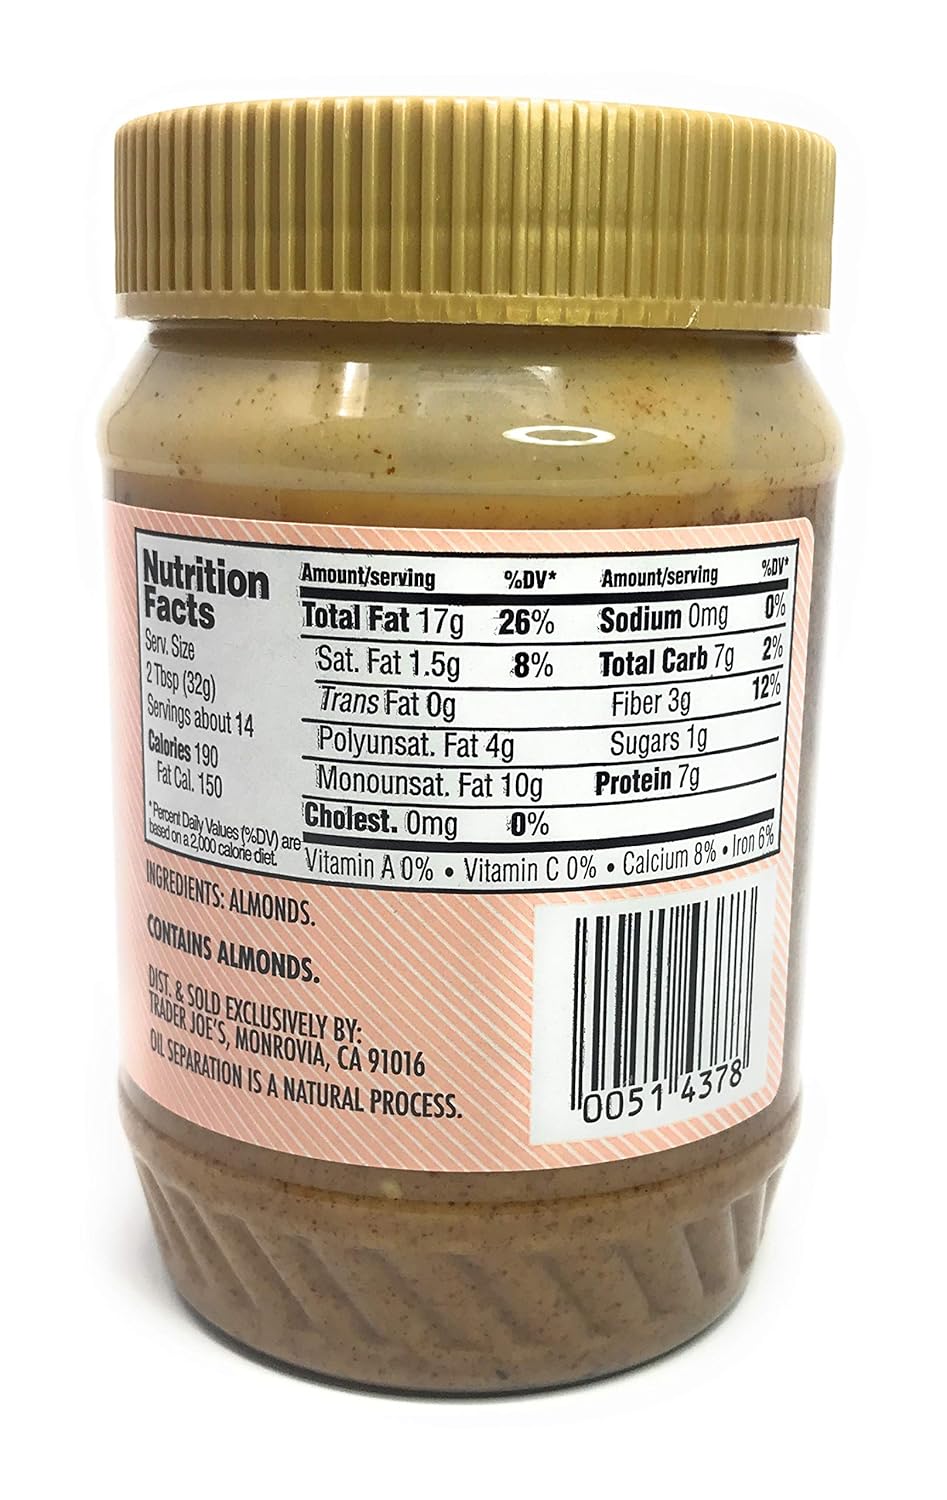 Nutrition
Facts
Serv. Size
2 Tbsp (32g)
Servings about 14
Calories 190
Fat Cal. 150
*Percent Daily Values (%DV) are
based on a 2,000 calorie diet.
Amount/serving %DV*
Total Fat 17g 26%
Sat. Fat 1.5g 8%
Trans Fat 0g
Polyunsat. Fat 4g
Monounsat. Fat 10g
Cholest. 0mg 0%
Amount/serving %DV*
Sodium 0mg 0%
Total Carb 7g 2%
Fiber 3g 12%
Sugars 1g
Protein 7g
Vitamin A 0% • Vitamin C 0% • Calcium 8% • Iron 6%
INGREDIENTS: ALMONDS.
CONTAINS ALMONDS.
DIST. & SOLD EXCLUSIVELY BY:
TRADER JOE'S, MONROVIA, CA 91016
OIL SEPARATION IS A NATURAL PROCESS.
0051 4378